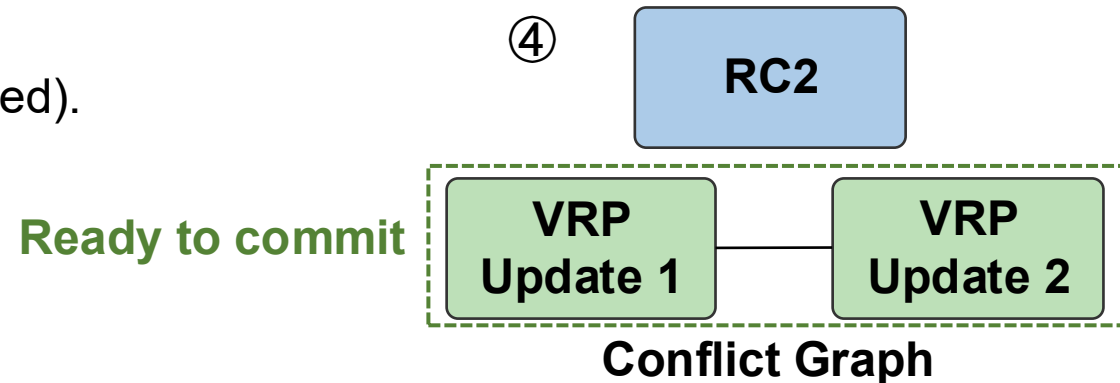 ④
RC2
ed).
Ready to commit
VRP
Update 1
VRP
Update 2
Conflict Graph